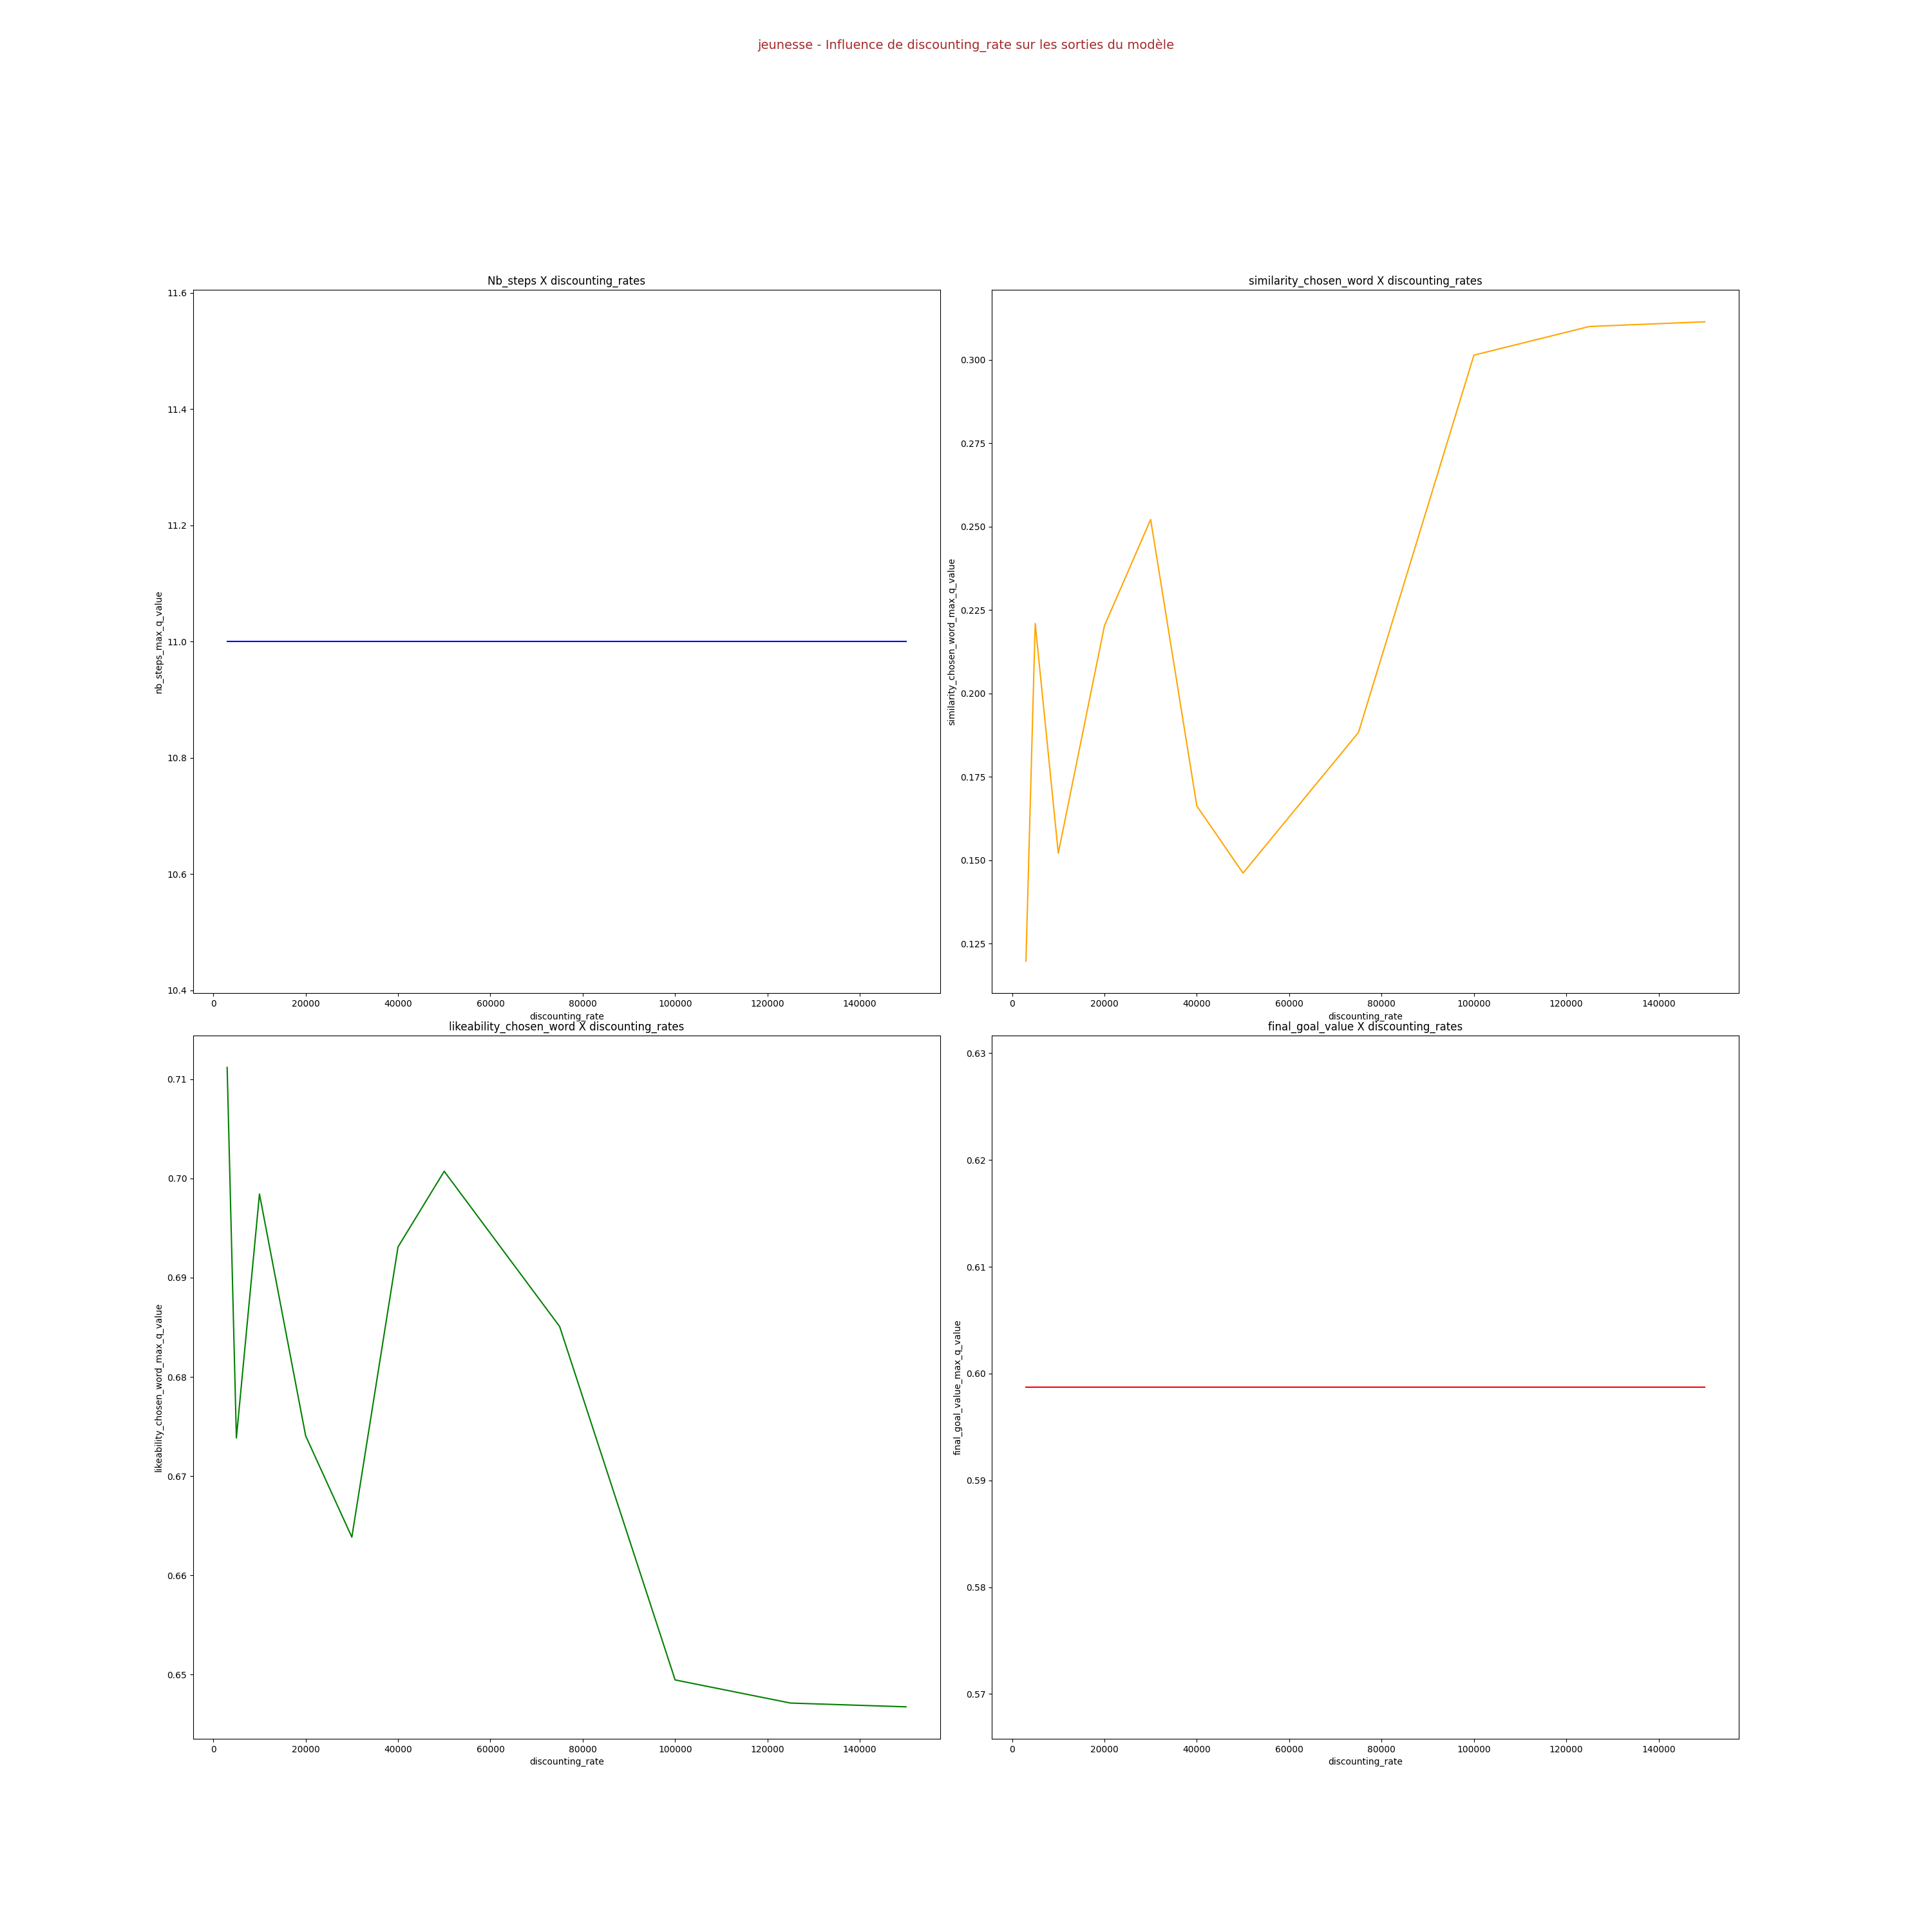 jeunesse - Influence de discounting_rate sur les sorties du modèle
Nb_steps X discounting_rates
11.6
11.4
11.2
11.0
10.8
10.6
10.4
nb_steps_max_q_value
0 20000 40000 60000 80000 100000 120000 140000
discounting_rate
similarity_chosen_word X discounting_rates
0.300
0.275
0.250
0.225
0.200
0.175
0.150
0.125
similarity_chosen_word_max_q_value
0 20000 40000 60000 80000 100000 120000 140000
discounting_rate
likeability_chosen_word X discounting_rates
0.71
0.70
0.69
0.68
0.67
0.66
0.65
likeability_chosen_word_max_q_value
0 20000 40000 60000 80000 100000 120000 140000
discounting_rate
final_goal_value X discounting_rates
0.63
0.62
0.61
0.60
0.59
0.58
0.57
final_goal_value_max_q_value
0 20000 40000 60000 80000 100000 120000 140000
discounting_rate